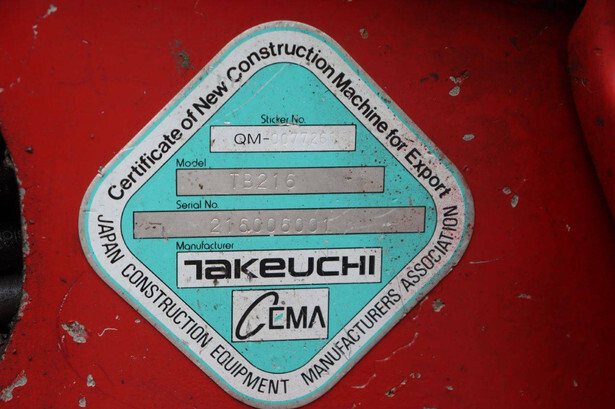 Certificate of New Construction Machine for Export
Sticker No.
QM-
Model
TB216
Serial No.
216006001
Manufacturer
TAKEUCHI
CEMA
JAPAN CONSTRUCTION EQUIPMENT MANUFACTURERS ASSOCIATION